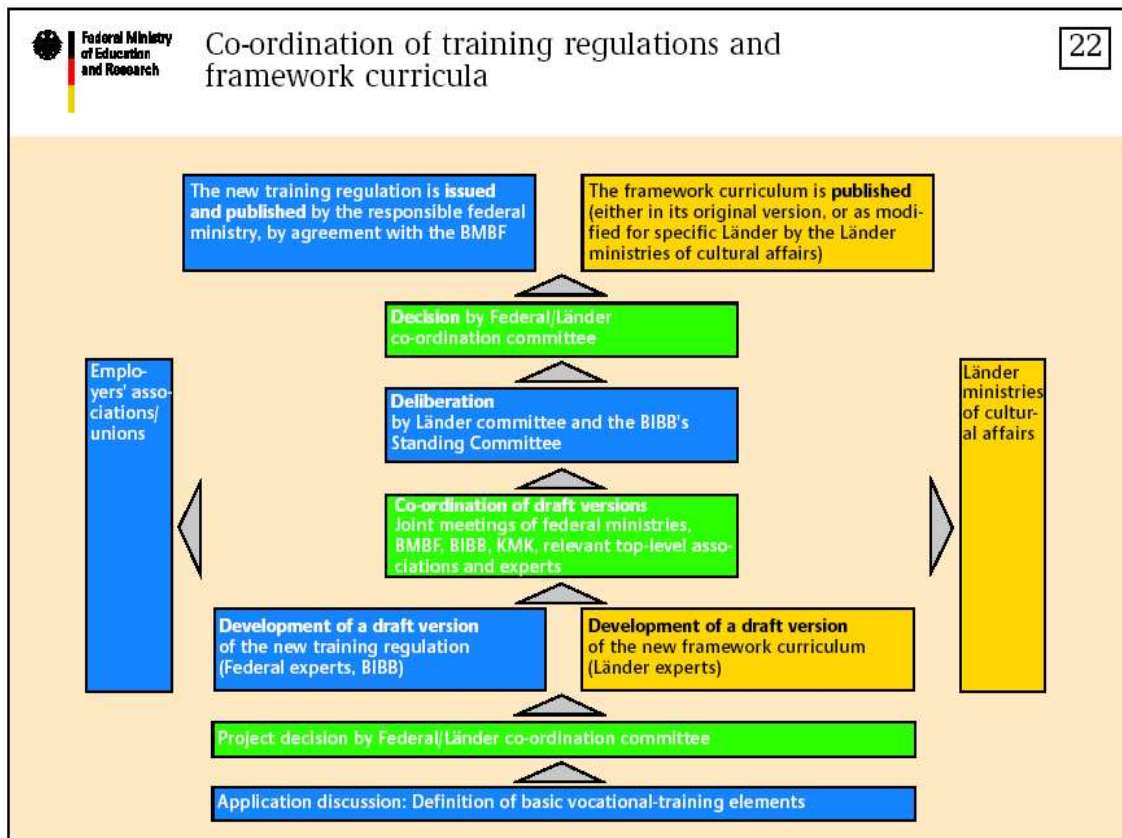 Federal Ministry
of Education
and Research
Co-ordination of training regulations and
framework curricula
22
The new training regulation is issued
and published by the responsible federal
ministry, by agreement with the BMBF
The framework curriculum is published
(either in its original version, or as modi-
fied for specific Länder by the Länder
ministries of cultural affairs)
Decision by Federal/Länder
co-ordination committee
Emplo-
yers' asso-
ciations/
unions
Deliberation
by Länder committee and the BIBB's
Standing Committee
Länder
ministries
of cultur-
al affairs
Co-ordination of draft versions
Joint meetings of federal ministries,
BMBF, BIBB, KMK, relevant top-level asso-
ciations and experts
Development of a draft version
of the new training regulation
(Federal experts, BIBB)
Development of a draft version
of the new framework curriculum
(Länder experts)
Project decision by Federal/Länder co-ordination committee
Application discussion: Definition of basic vocational-training elements